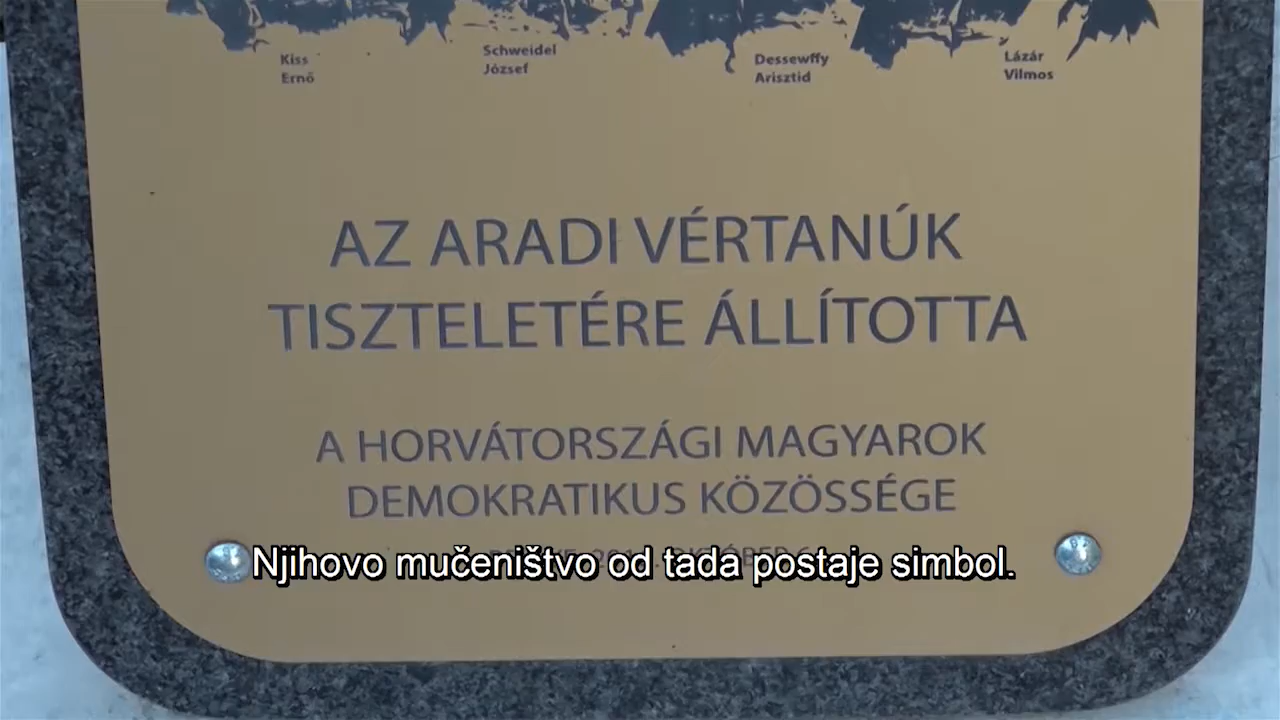 Kiss
Ernő
Schweidel
József
Dessewffy
Arisztid
Lázár
Vilmos
AZ ARADI VÉRTANÚK
TISZTELETÉRE ÁLLÍTOTTA
A HORVÁTORSZÁGI MAGYAROK
DEMOKRATIKUS KÖZÖSSÉGE
Njihovo mučeništvo od tada postaje simbol.